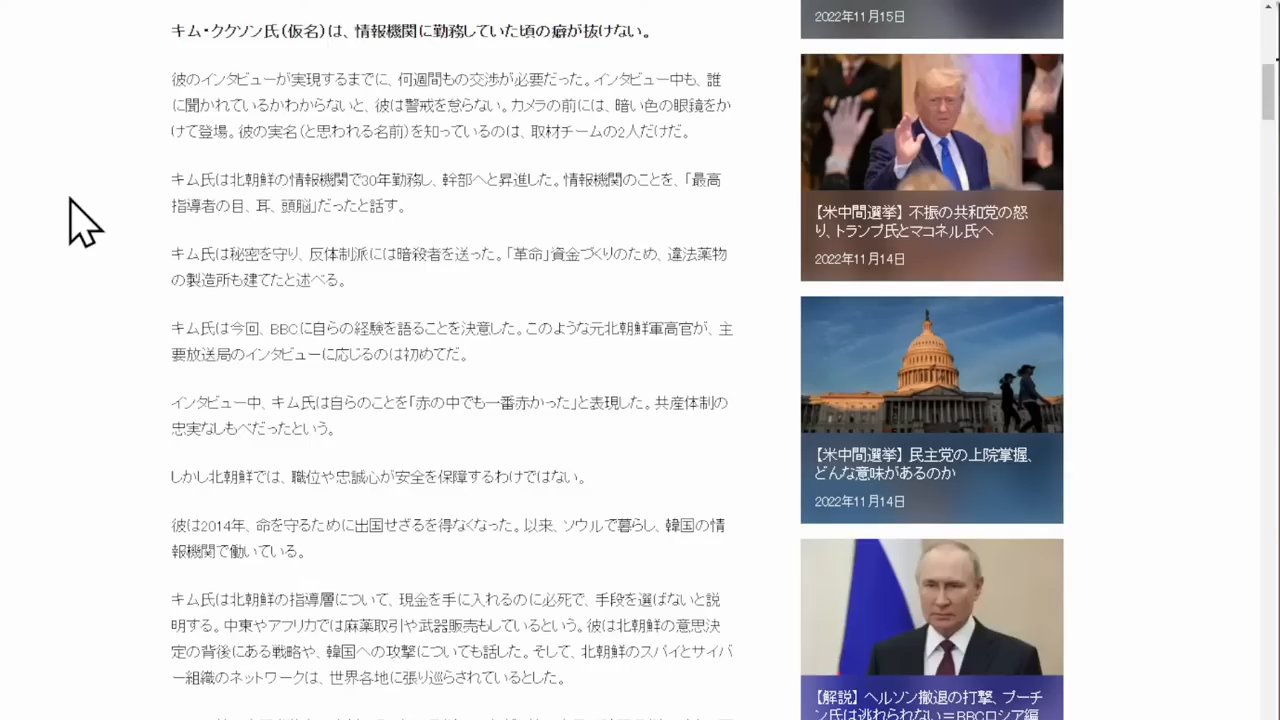 キム・ククソン氏（仮名）は、情報機関に勤務していた頃の癖が抜けない。
彼のインタビューが実現するまでに、何週間もの交渉が必要だった。インタビュー中も、誰
に聞かれているかわからないと、彼は警戒を怠らない。カメラの前には、暗い色の眼鏡をか
けて登場。彼の実名（と思われる名前）を知っているのは、取材チームの2人だけだ。
キム氏は北朝鮮の情報機関で30年勤務し、幹部へと昇進した。情報機関のことを、「最高
指導者の目、耳、頭脳」だったと話す。
キム氏は秘密を守り、反体制派には暗殺者を送った。「革命」資金づくりのため、違法薬物
の製造所も建てたと述べる。
キム氏は今回、BBCに自らの経験を語ることを決意した。このような元北朝鮮軍高官が、主
要放送局のインタビューに応じるのは初めてだ。
インタビュー中、キム氏は自らのことを「赤の中でも一番赤かった」と表現した。共産体制の
忠実なしもべだったという。
しかし北朝鮮では、職位や忠誠心が安全を保障するわけではない。
彼は2014年、命を守るために出国せざるを得なくなった。以来、ソウルで暮らし、韓国の情
報機関で働いている。
キム氏は北朝鮮の指導層について、現金を手に入れるのに必死で、手段を選ばないと説
明する。中東やアフリカでは麻薬取引や武器販売もしているという。彼は北朝鮮の意思決
定の背後にある戦略や、韓国への攻撃についても話した。そして、北朝鮮のスパイとサイバ
ー組織のネットワークは、世界各地に張り巡らされているとした。
2022年11月15日
【米中間選挙】 不振の共和党の怒
り、トランプ氏とマコネル氏へ
2022年11月14日
【米中間選挙】 民主党の上院掌握、
どんな意味があるのか
2022年11月14日
【解説】 ヘルソン撤退の打撃、プーチ
ン氏は逃れられない＝BBCロシア編